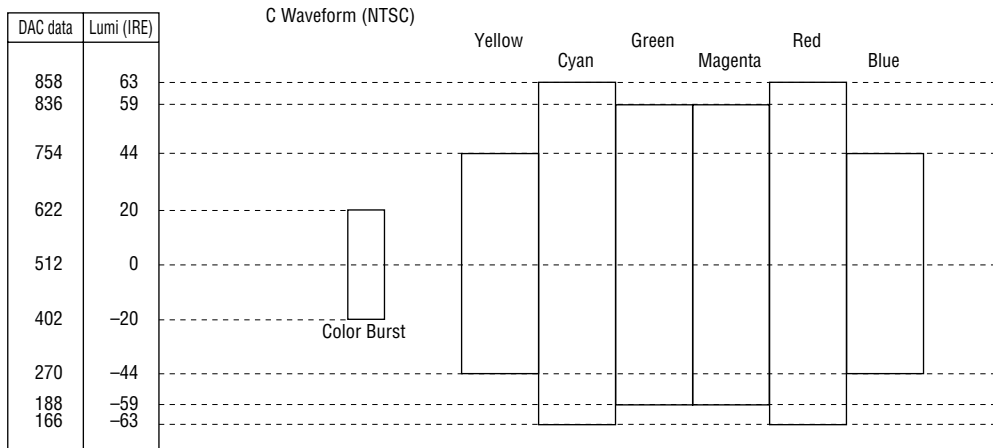 C Waveform (NTSC)
DAC data Lumi (IRE)
Yellow Green Red
Cyan Magenta Blue
858 63
836 59
754 44
622 20
512 0
402 –20
Color Burst
270 –44
188 –59
166 –63